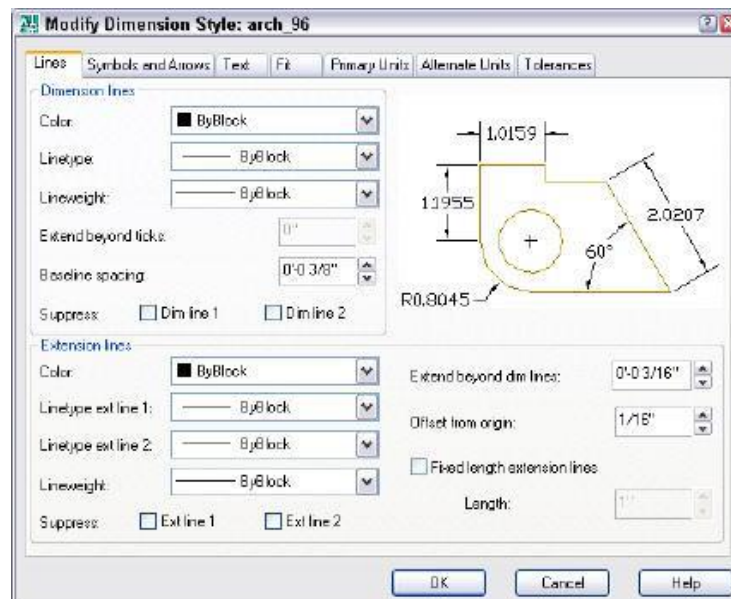 Modify Dimension Style: arch_96
Lines Symbols and Arrows Text Fit Primary Units Alternate Units Tolerances
Dimension lines
Color: ByBlock
Linetype: ByBlock
Lineweight: ByBlock
Extend beyond ticks: 0"
Baseline spacing: 0'-0 3/8"
Suppress: Dim line 1 Dim line 2
1.0159
1.1955
2.0207
60°
R0.8045
Extension lines
Color: ByBlock
Linetype ext line 1: ByBlock
Linetype ext line 2: ByBlock
Lineweight: ByBlock
Suppress: Ext line 1 Ext line 2
Extend beyond dim lines: 0'-0 3/16"
Offset from origin: 1/16"
Fixed length extension lines
Length: 1"
OK Cancel Help